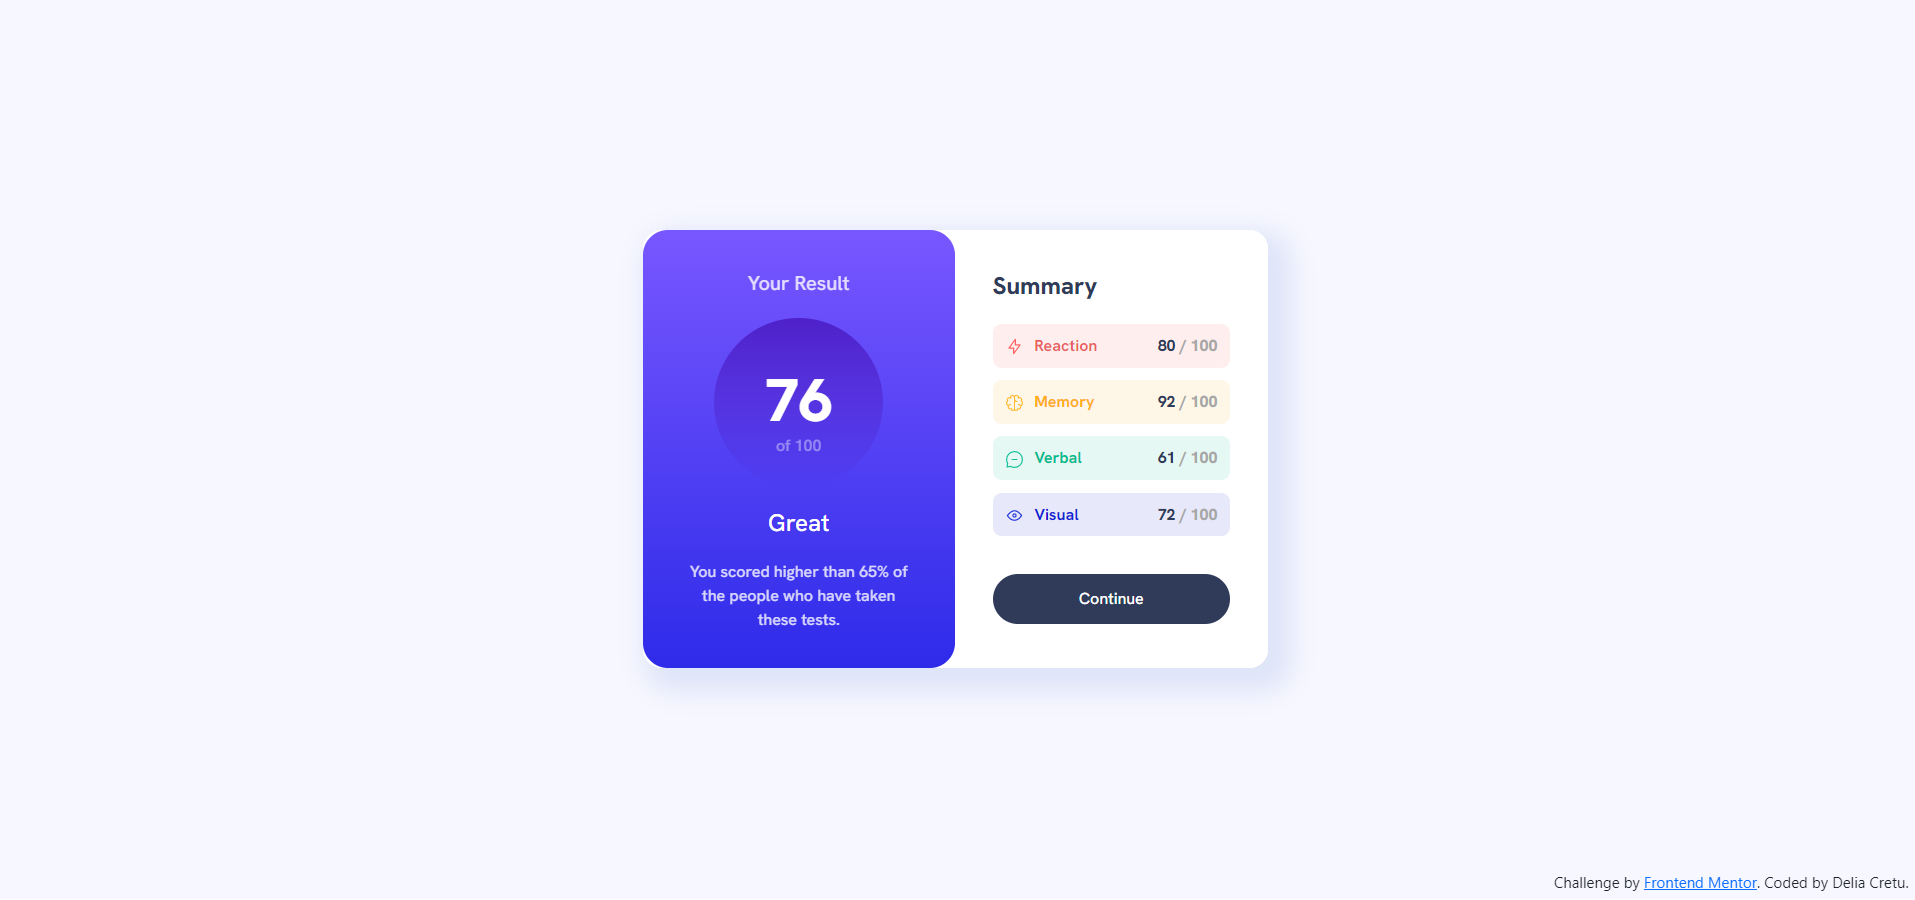 Your Result
76
of 100
Great
You scored higher than 65% of
the people who have taken
these tests.
Summary
Reaction 80 / 100
Memory 92 / 100
Verbal 61 / 100
Visual 72 / 100
Continue
Challenge by Frontend Mentor. Coded by Delia Cretu.